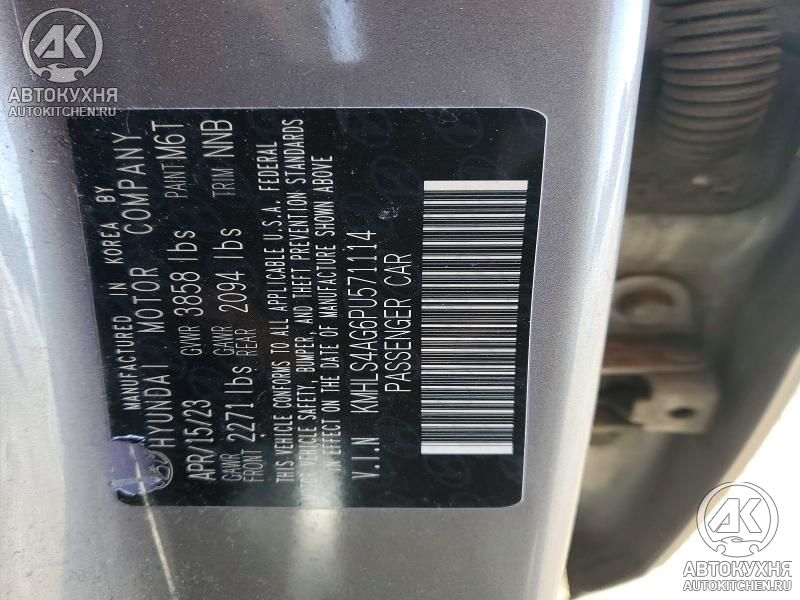 АВТОКУХНЯ
AUTOKITCHEN.RU
MANUFACTURED IN KOREA BY
HYUNDAI MOTOR COMPANY
APR/15/23 GVWR 3858 lbs PAINT M6T
GAWR FRONT 2271 lbs GAWR REAR 2094 lbs TRIM NNB
THIS VEHICLE CONFORMS TO ALL APPLICABLE U.S.A. FEDERAL
MOTOR VEHICLE SAFETY, BUMPER, AND THEFT PREVENTION STANDARDS
IN EFFECT ON THE DATE OF MANUFACTURE SHOWN ABOVE
V.I.N KMHLS4AG6PU571114
PASSENGER CAR
АВТОКУХНЯ
AUTOKITCHEN.RU